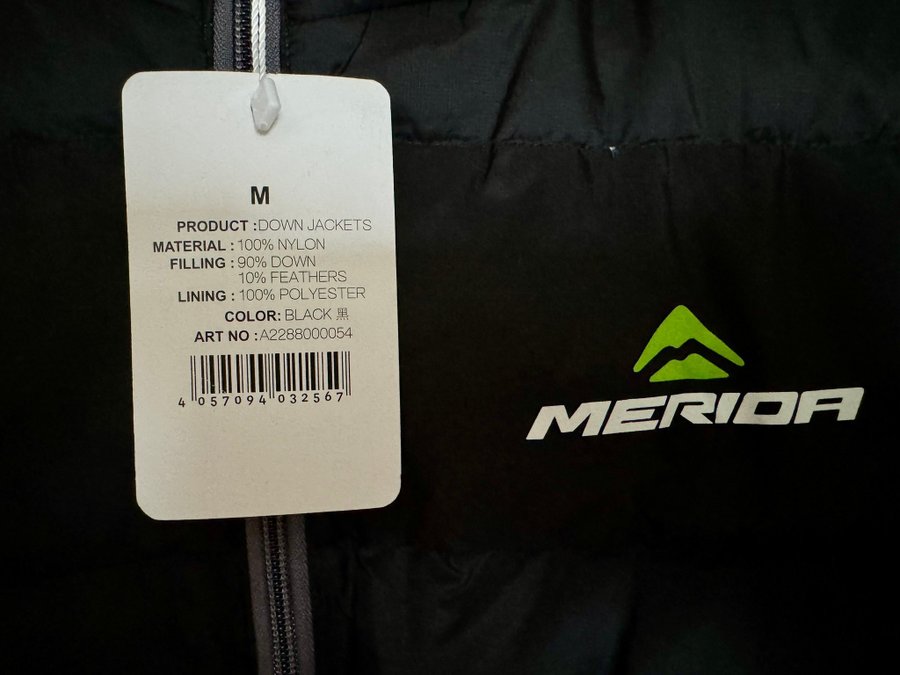 M
PRODUCT :DOWN JACKETS
MATERIAL : 100% NYLON
FILLING : 90% DOWN
10% FEATHERS
LINING : 100% POLYESTER
COLOR: BLACK 黒
ART NO :A2288000054
4 057094 032567
MERIDA